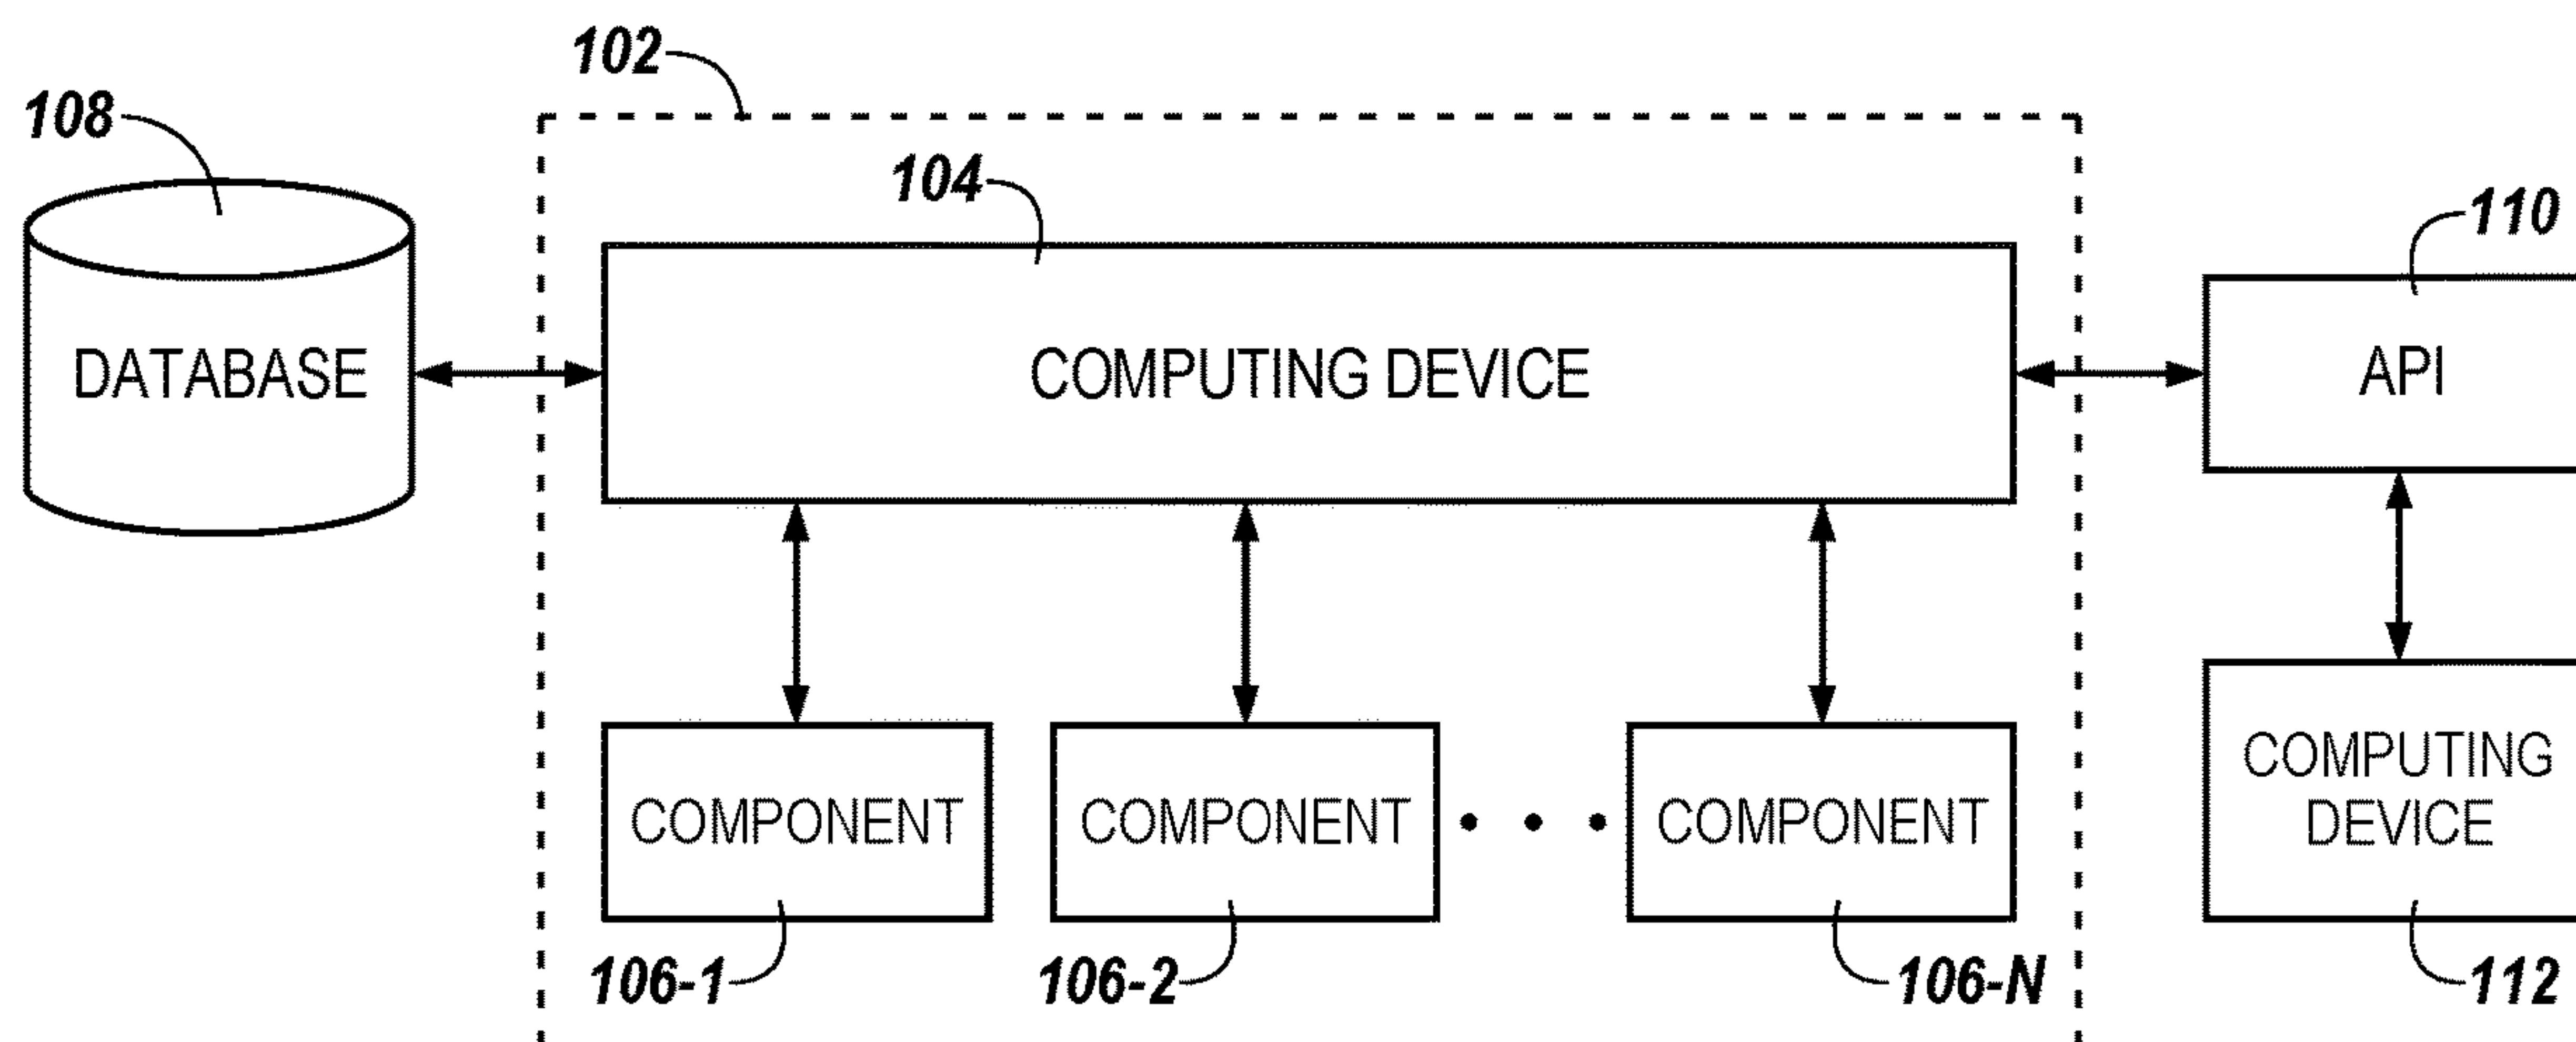 102
108
104
110
DATABASE
COMPUTING DEVICE
API
COMPONENT
COMPONENT
COMPONENT
COMPUTING
DEVICE
106-1
106-2
106-N
112